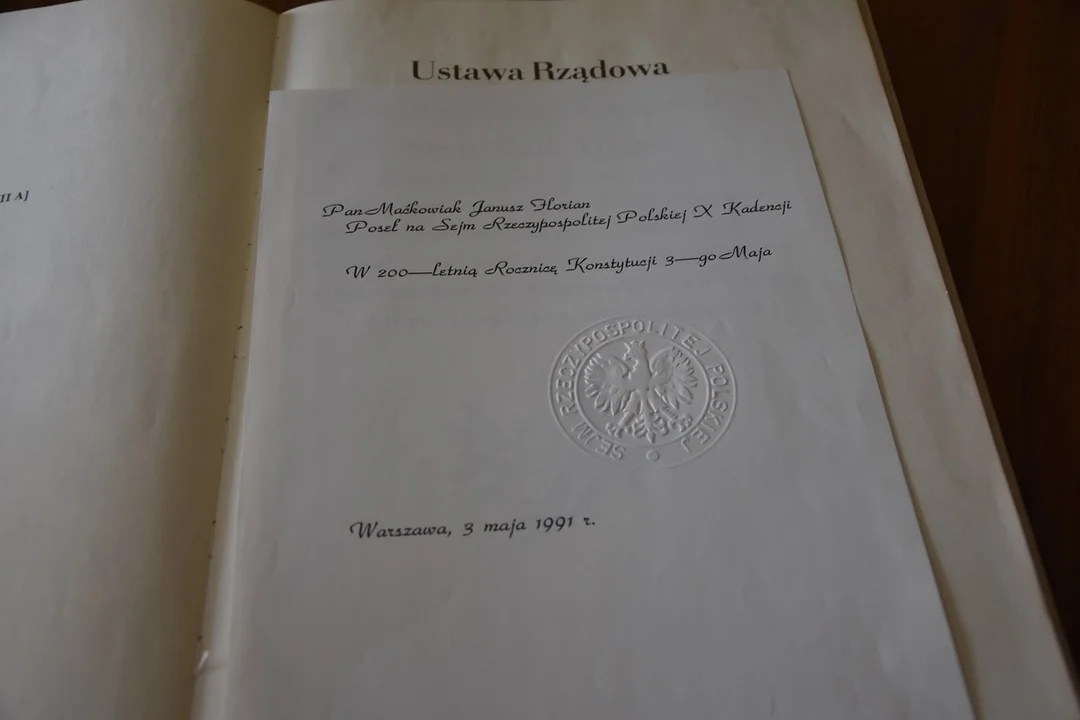 II A]
Ustawa Rządowa
Pan Maćkowiak Janusz Florian
Poseł na Sejm Rzeczypospolitej Polskiej X Kadencji
W 200—letnią Rocznicę Konstytucji 3—go Maja
SEJM RZECZYPOSPOLITEJ POLSKIEJ
Warszawa, 3 maja 1991 r.